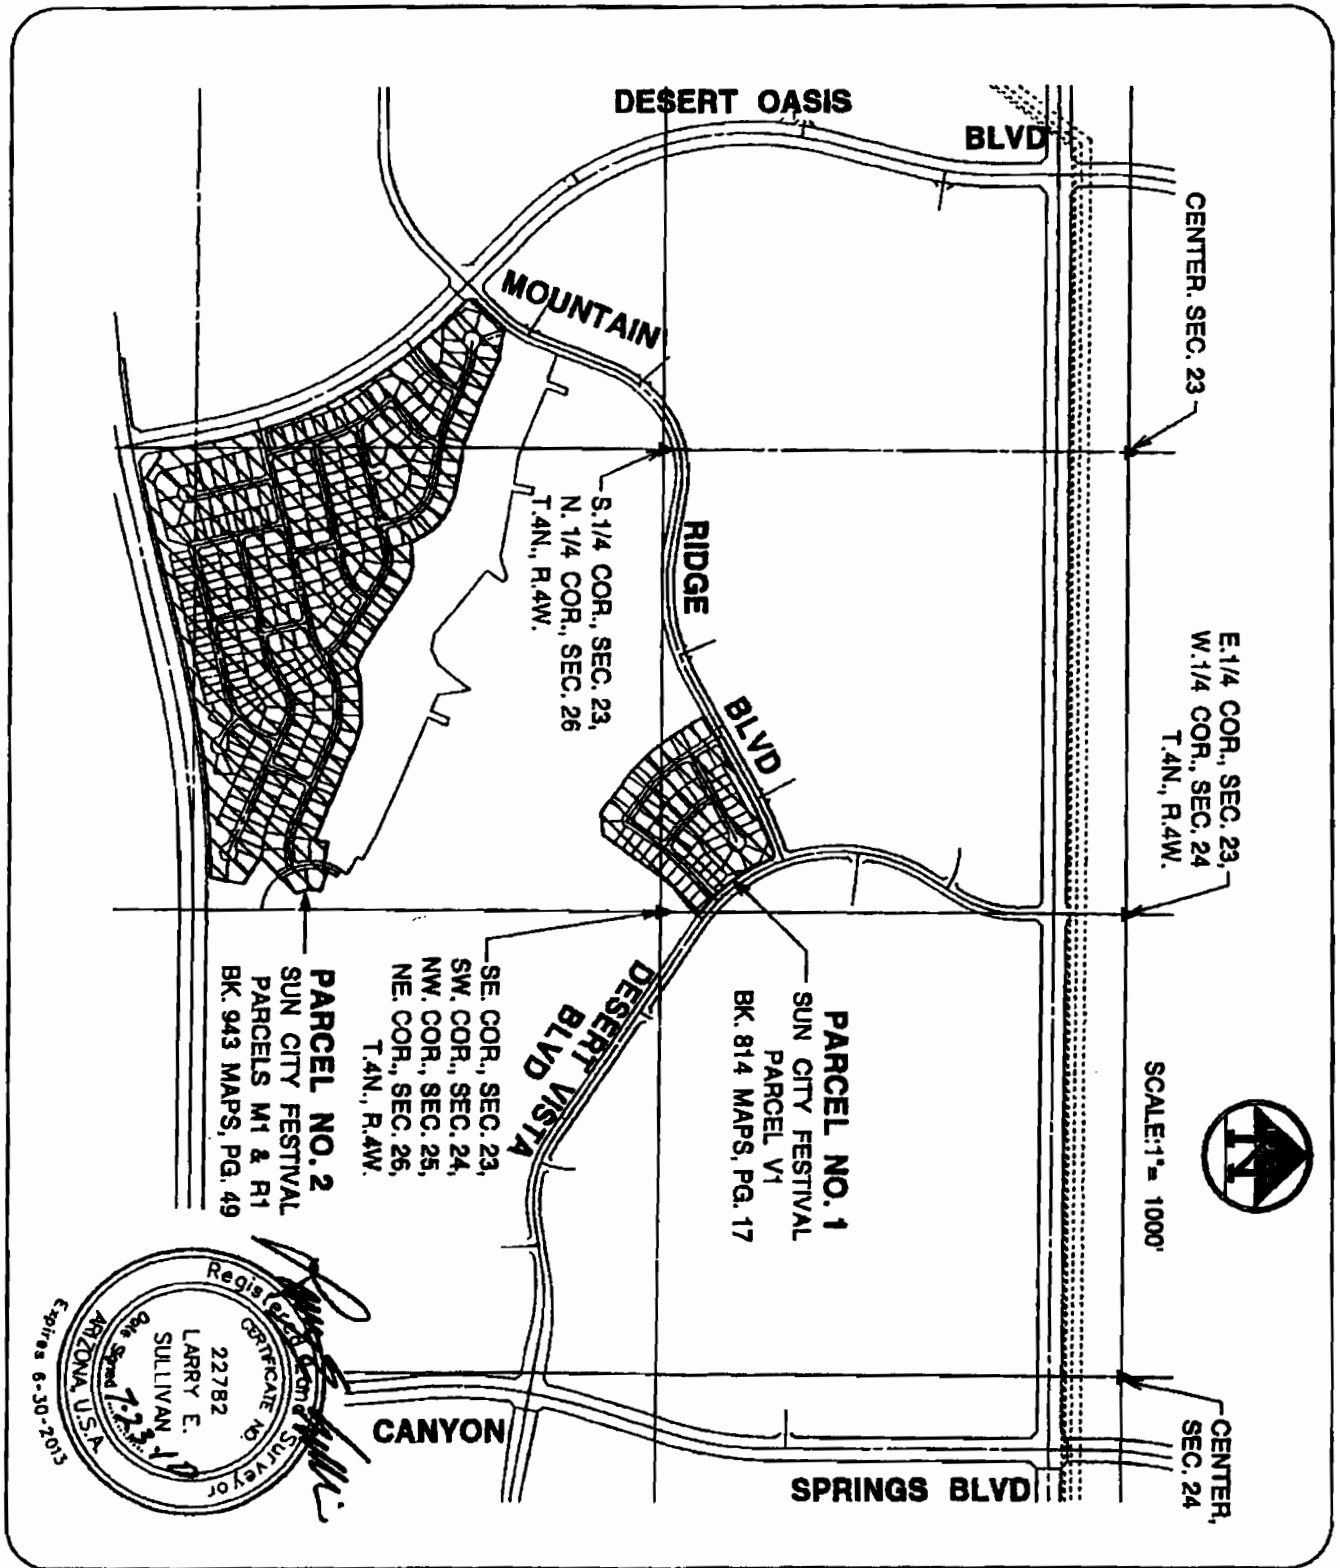 DESERT OASIS
BLVD
CENTER. SEC. 23
MOUNTAIN
RIDGE
BLVD
S.1/4 COR., SEC. 23,
N. 1/4 COR., SEC. 26
T.4N., R.4W.
E.1/4 COR., SEC. 23,
W.1/4 COR., SEC. 24
T.4N., R.4W.
N
SCALE:1"= 1000'
PARCEL NO. 1
SUN CITY FESTIVAL
PARCEL V1
BK. 814 MAPS, PG. 17
DESERT VISTA
BLVD
SE. COR., SEC. 23,
SW. COR., SEC. 24,
NW. COR., SEC. 25,
NE. COR., SEC. 26,
T.4N., R.4W.
PARCEL NO. 2
SUN CITY FESTIVAL
PARCELS M1 & R1
BK. 943 MAPS, PG. 49
CENTER,
SEC. 24
CANYON
SPRINGS BLVD
Registered Land Surveyor
CERTIFICATE NO.
22782
LARRY E.
SULLIVAN
Date Signed
ARIZONA, U.S.A.
Expires 6-30-2013